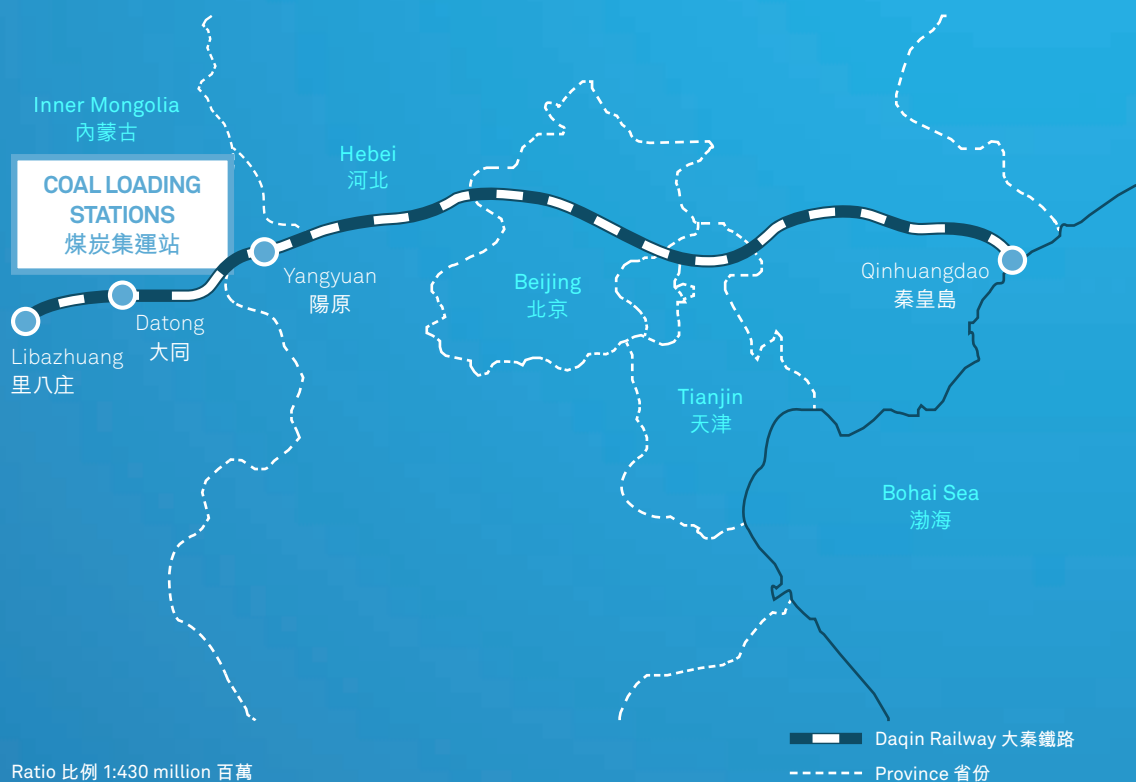 Inner Mongolia
內蒙古
COAL LOADING
STATIONS
煤炭集運站
Hebei
河北
Yangyuan
陽原
Datong
大同
Libazhuang
里八庄
Beijing
北京
Qinhuangdao
秦皇島
Tianjin
天津
Bohai Sea
渤海
Daqin Railway 大秦鐵路
Province 省份
Ratio 比例 1:430 million 百萬